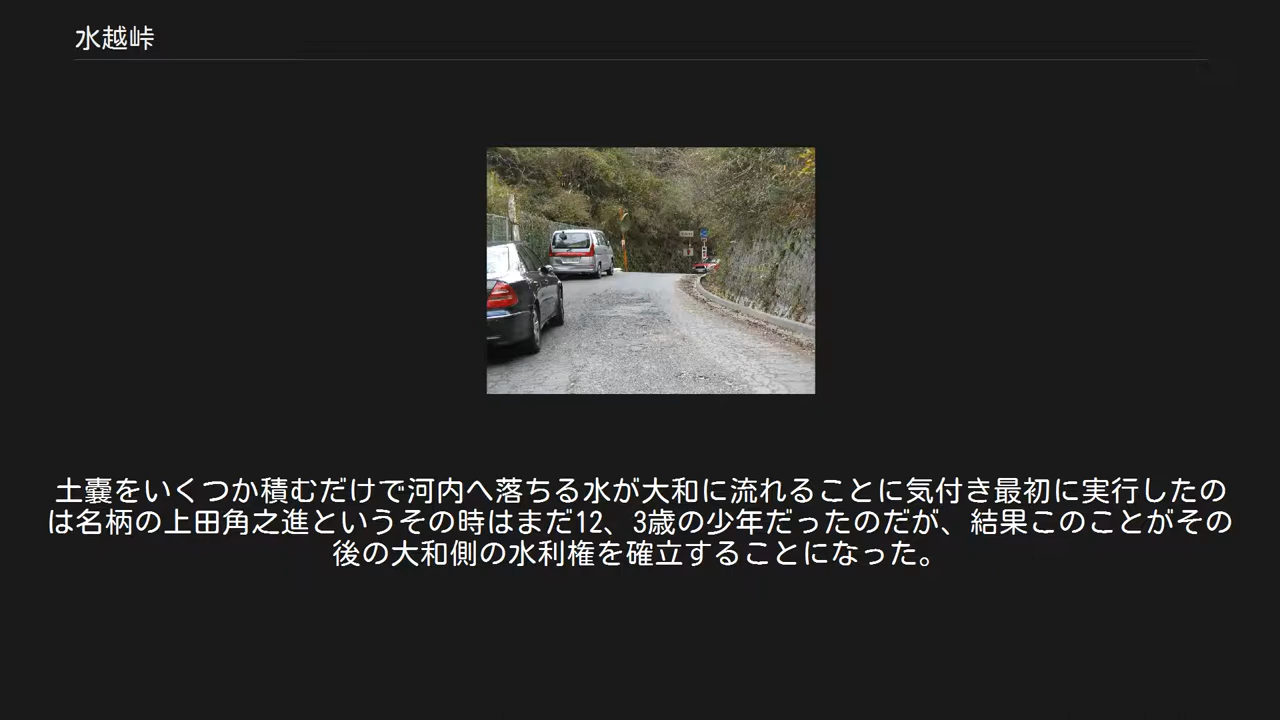 水越峠
土嚢をいくつか積むだけで河内へ落ちる水が大和に流れることに気付き最初に実行したの
は名柄の上田角之進というその時はまだ12、3歳の少年だったのだが、結果このことがその
後の大和側の水利権を確立することになった。